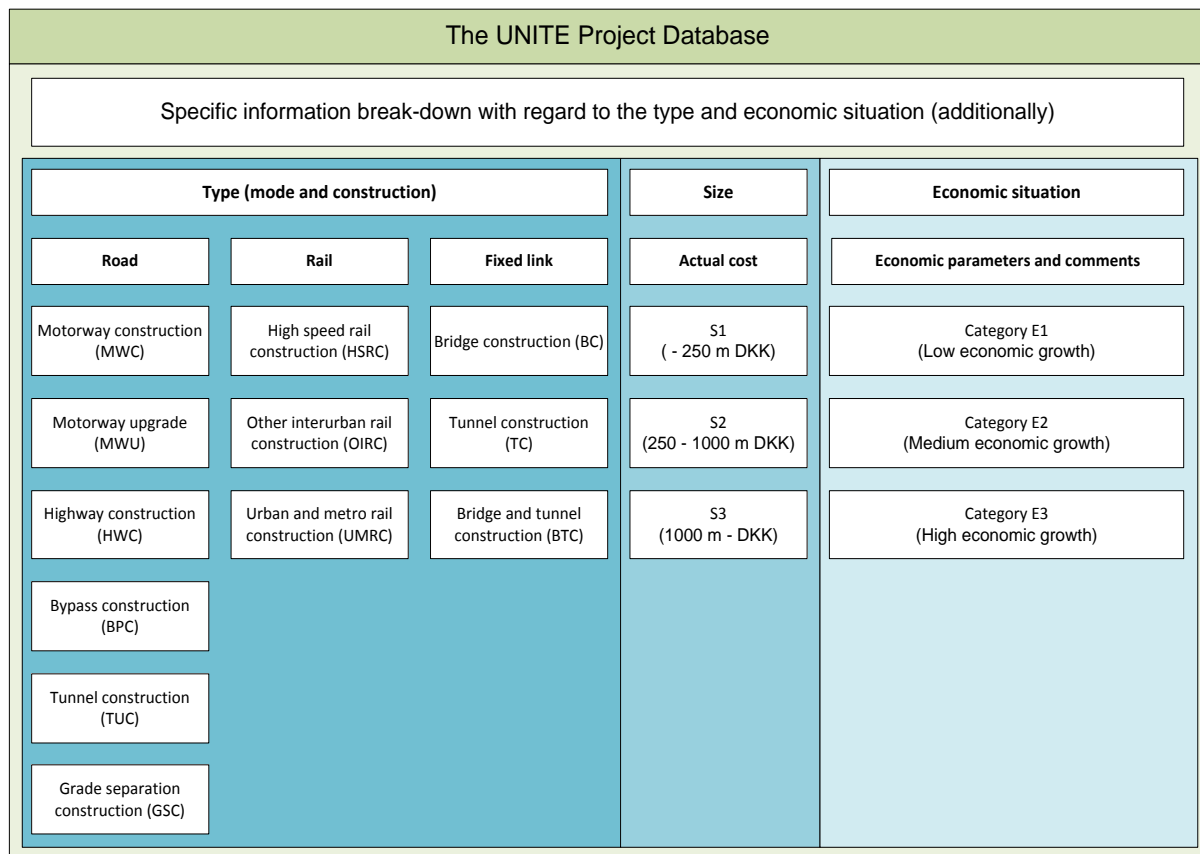 The UNITE Project Database
Specific information break-down with regard to the type and economic situation (additionally)
Type (mode and construction)
Size
Economic situation
Road
Rail
Fixed link
Actual cost
Economic parameters and comments
Motorway construction
(MWC)
High speed rail
construction (HSRC)
Bridge construction (BC)
S1
( - 250 m DKK)
Category E1
(Low economic growth)
Motorway upgrade
(MWU)
Other interurban rail
construction (OIRC)
Tunnel construction
(TC)
S2
(250 - 1000 m DKK)
Category E2
(Medium economic growth)
Highway construction
(HWC)
Urban and metro rail
construction (UMRC)
Bridge and tunnel
construction (BTC)
S3
(1000 m - DKK)
Category E3
(High economic growth)
Bypass construction
(BPC)
Tunnel construction
(TUC)
Grade separation
construction (GSC)